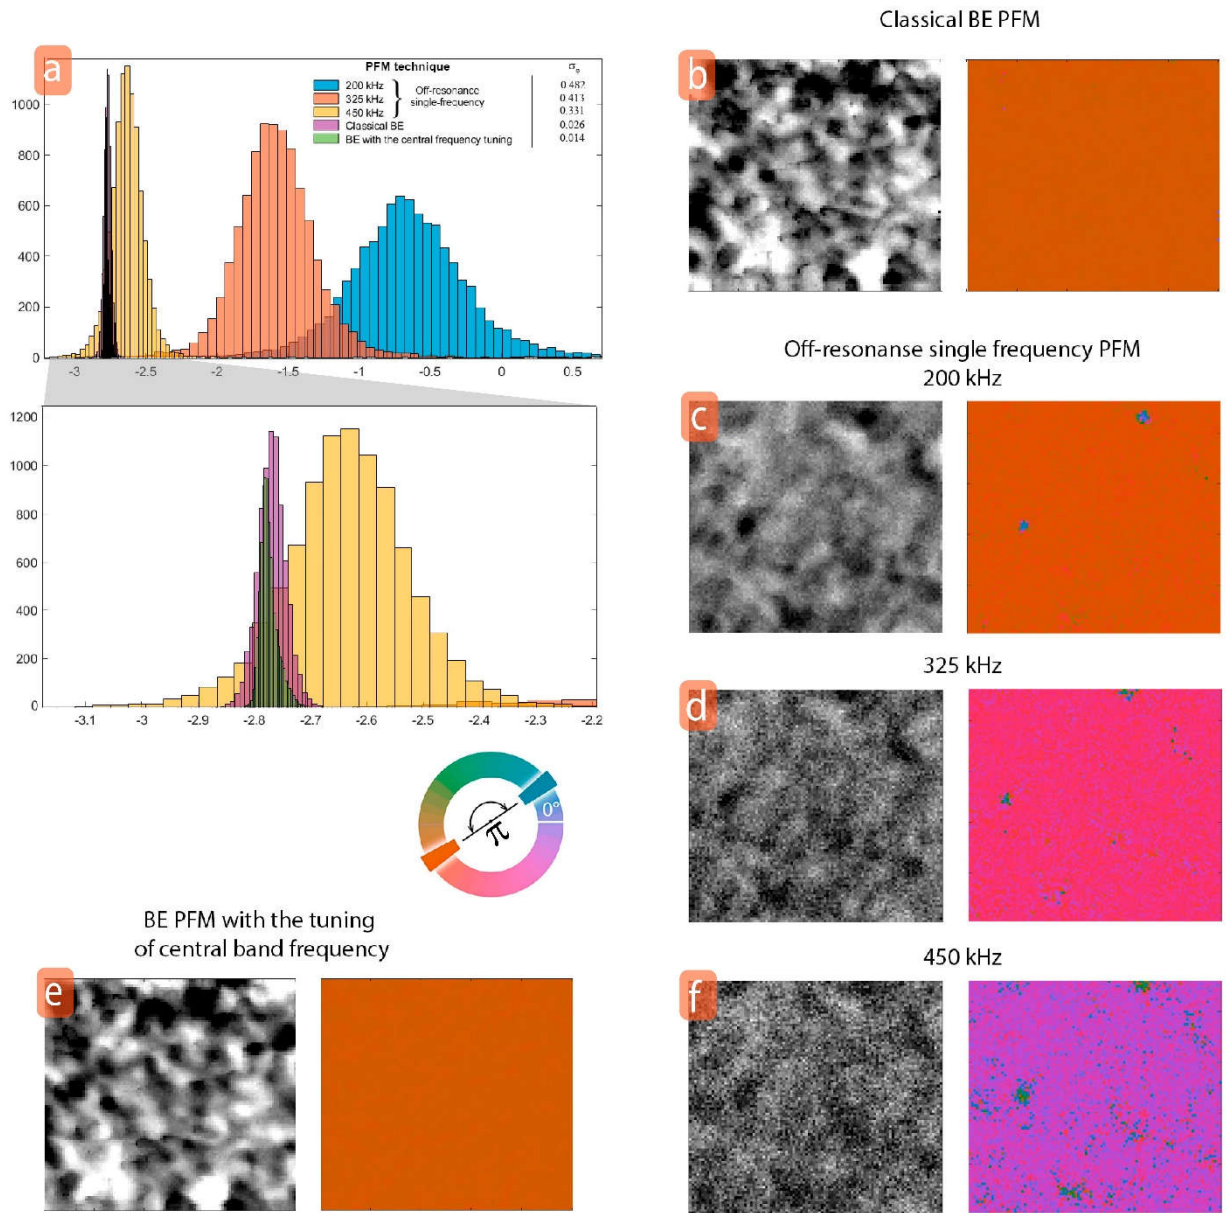 Classical BE PFM
a
PFM technique σφ
200 kHz 0.482
325 kHz Off-resonance single-frequency 0.413
450 kHz 0.331
Classical BE 0.026
BE with the central frequency tuning 0.014
1000
800
600
400
200
0
-3 -2.5 -2 -1.5 -1 -0.5 0 0.5
b
Off-resonanse single frequency PFM
200 kHz
c
1200
1000
800
600
400
200
0
-3.1 -3 -2.9 -2.8 -2.7 -2.6 -2.5 -2.4 -2.3 -2.2
325 kHz
d
0°
π
BE PFM with the tuning
of central band frequency
e
450 kHz
f